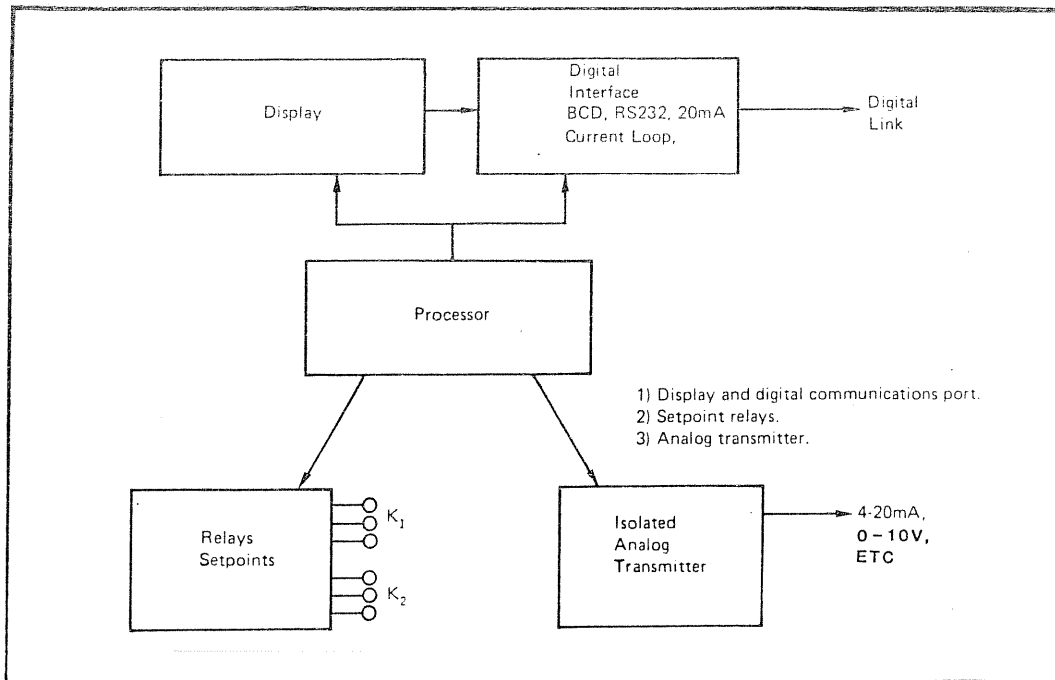 Display
Digital
Interface
BCD, RS232, 20mA
Current Loop,
Digital
Link
Processor
1) Display and digital communications port.
2) Setpoint relays.
3) Analog transmitter.
Relays
Setpoints
K1
K2
Isolated
Analog
Transmitter
4-20mA,
0-10V,
ETC